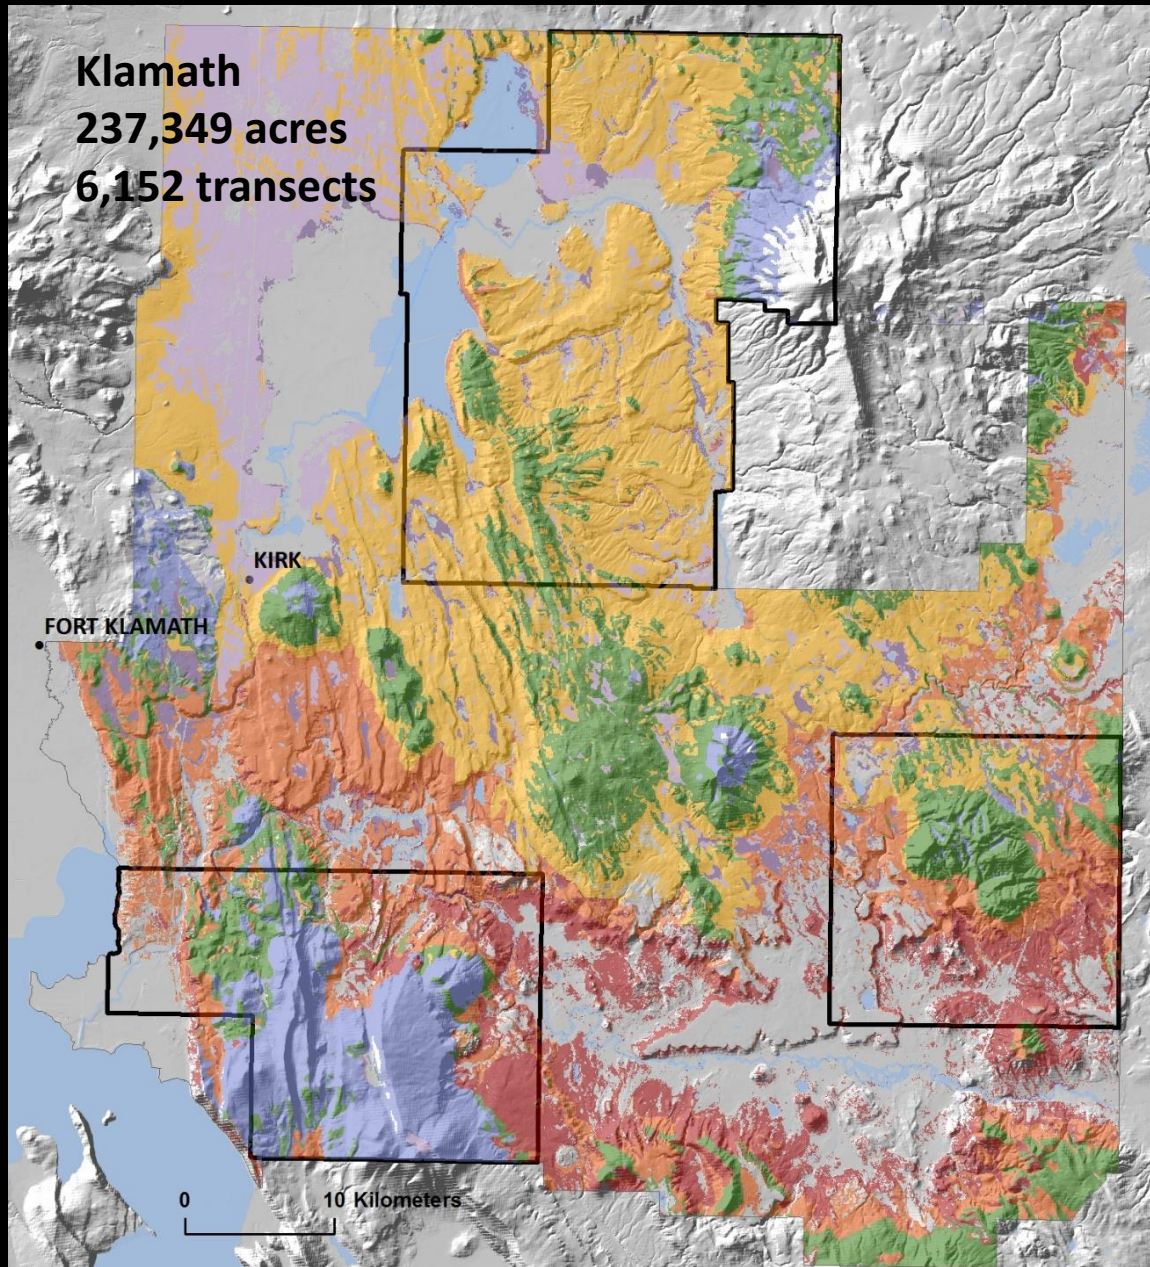 Klamath
237,349 acres
6,152 transects
KIRK
FORT KLAMATH
0 10 Kilometers